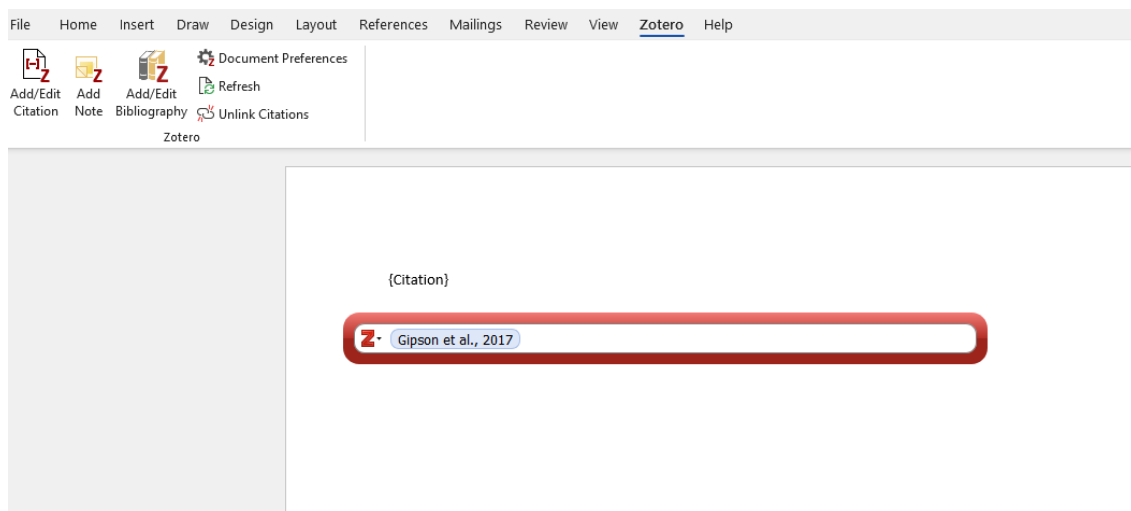 File Home Insert Draw Design Layout References Mailings Review View Zotero Help
Add/Edit Citation
Add Note
Add/Edit Bibliography
Document Preferences
Refresh
Unlink Citations
Zotero
{Citation}
Z Gipson et al., 2017